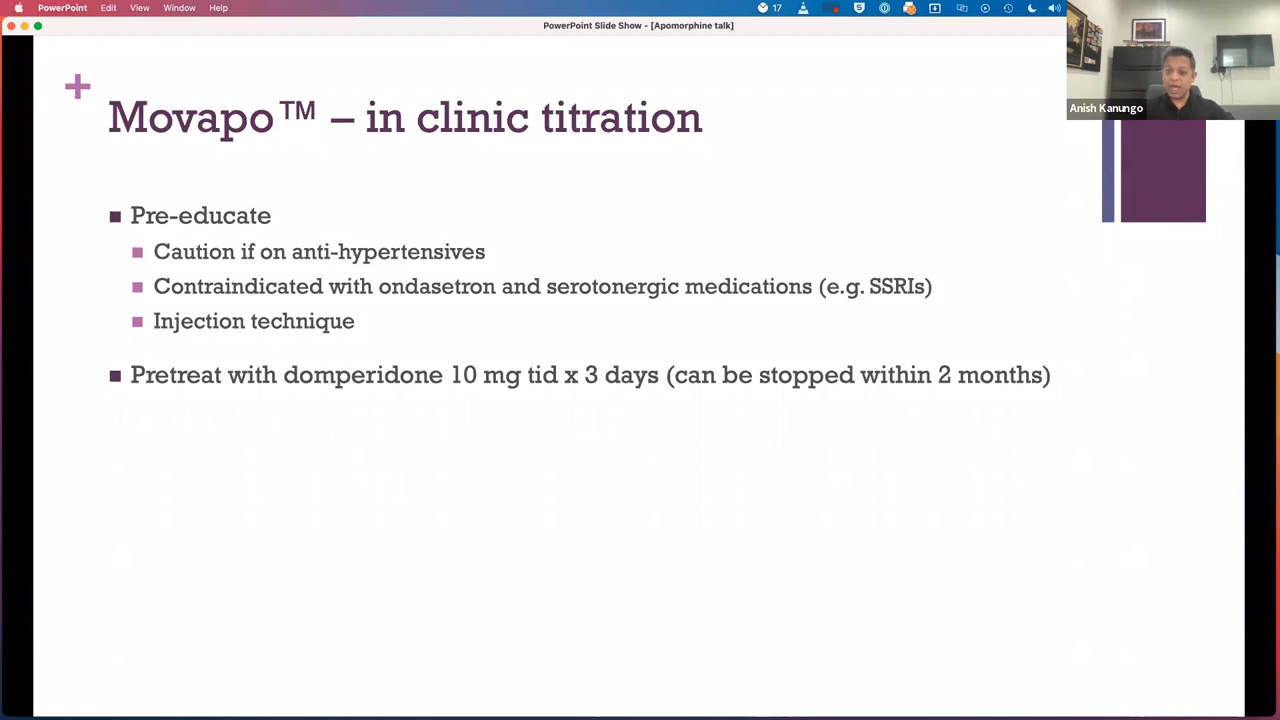 PowerPoint Edit View Window Help 17
PowerPoint Slide Show - [Apomorphine talk]
Anish Kanungo
+
Movapo™ – in clinic titration
Pre-educate
Caution if on anti-hypertensives
Contraindicated with ondasetron and serotonergic medications (e.g. SSRIs)
Injection technique
Pretreat with domperidone 10 mg tid x 3 days (can be stopped within 2 months)